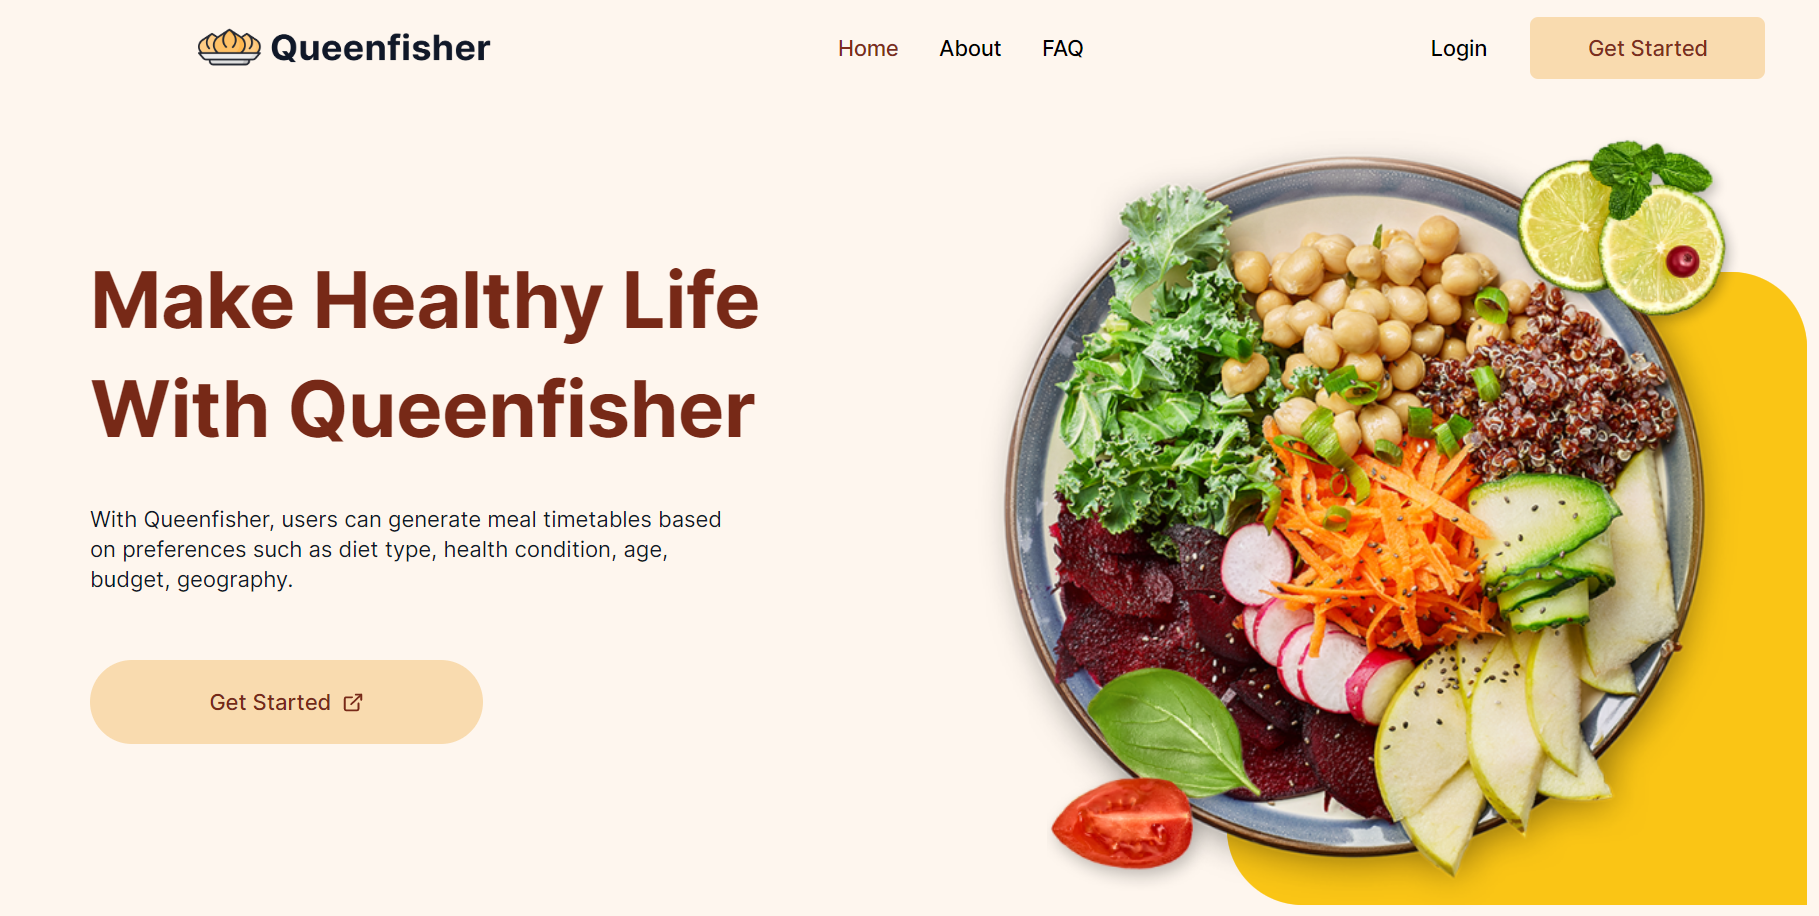 Queenfisher
Home About FAQ
Login Get Started
Make Healthy Life
With Queenfisher
With Queenfisher, users can generate meal timetables based
on preferences such as diet type, health condition, age,
budget, geography.
Get Started